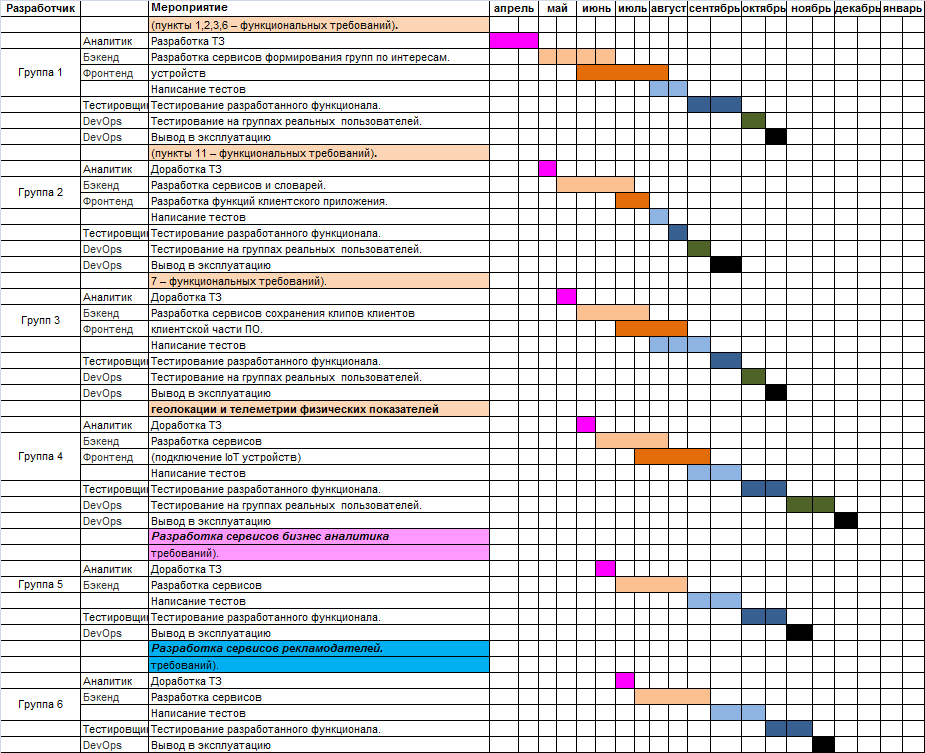 Разработчик Мероприятие апрель май июнь июль август сентябрь октябрь ноябрь декабрь январь
(пункты 1,2,3,6 – функциональных требований).
Аналитик Разработка ТЗ
Бэкенд Разработка сервисов формирования групп по интересам.
Группа 1 Фронтенд устройств
Написание тестов
Тестировщи Тестирование разработанного функционала.
DevOps Тестирование на группах реальных пользователей.
DevOps Вывод в эксплуатацию
(пункты 11 – функциональных требований).
Аналитик Доработка ТЗ
Группа 2 Бэкенд Разработка сервисов и словарей.
Фронтенд Разработка функций клиентского приложения.
Написание тестов
Тестировщи Тестирование разработанного функционала.
DevOps Тестирование на группах реальных пользователей.
DevOps Вывод в эксплуатацию
7 – функциональных требований).
Аналитик Доработка ТЗ
Групп 3 Бэкенд Разработка сервисов сохранения клипов клиентов
Фронтенд клиентской части ПО.
Написание тестов
Тестировщи Тестирование разработанного функционала.
DevOps Тестирование на группах реальных пользователей.
DevOps Вывод в эксплуатацию
геолокации и телеметрии физических показателей
Аналитик Доработка ТЗ
Бэкенд Разработка сервисов
Группа 4 Фронтенд (подключение IoT устройств)
Написание тестов
Тестировщи Тестирование разработанного функционала.
DevOps Тестирование на группах реальных пользователей.
DevOps Вывод в эксплуатацию
Разработка сервисов бизнес аналитика
требований).
Аналитик Доработка ТЗ
Группа 5 Бэкенд Разработка сервисов
Написание тестов
Тестировщи Тестирование разработанного функционала.
DevOps Вывод в эксплуатацию
Разработка сервисов рекламодателей.
требований).
Аналитик Доработка ТЗ
Группа 6 Бэкенд Разработка сервисов
Написание тестов
Тестировщи Тестирование разработанного функционала.
DevOps Вывод в эксплуатацию